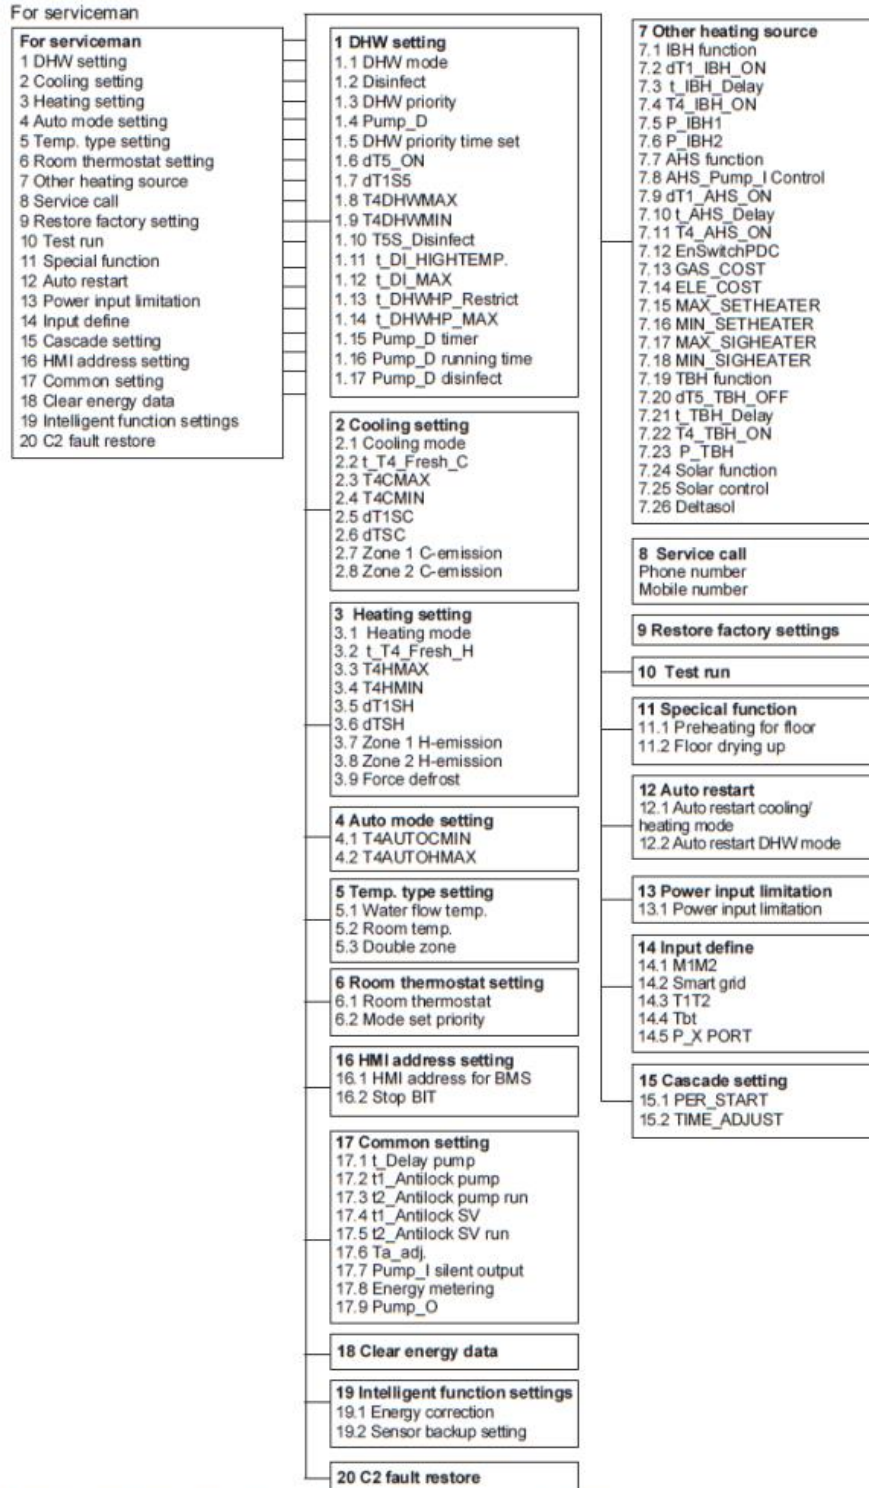 For serviceman
For serviceman
1 DHW setting
2 Cooling setting
3 Heating setting
4 Auto mode setting
5 Temp. type setting
6 Room thermostat setting
7 Other heating source
8 Service call
9 Restore factory setting
10 Test run
11 Special function
12 Auto restart
13 Power input limitation
14 Input define
15 Cascade setting
16 HMI address setting
17 Common setting
18 Clear energy data
19 Intelligent function settings
20 C2 fault restore
1 DHW setting
1.1 DHW mode
1.2 Disinfect
1.3 DHW priority
1.4 Pump_D
1.5 DHW priority time set
1.6 dT5_ON
1.7 dT1S5
1.8 T4DHWMAX
1.9 T4DHWMIN
1.10 T5S_Disinfect
1.11 t_DI_HIGHTEMP.
1.12 t_DI_MAX
1.13 t_DHWHP_Restrict
1.14 t_DHWHP_MAX
1.15 Pump_D timer
1.16 Pump_D running time
1.17 Pump_D disinfect
2 Cooling setting
2.1 Cooling mode
2.2 t_T4_Fresh_C
2.3 T4CMAX
2.4 T4CMIN
2.5 dT1SC
2.6 dTSC
2.7 Zone 1 C-emission
2.8 Zone 2 C-emission
3 Heating setting
3.1 Heating mode
3.2 t_T4_Fresh_H
3.3 T4HMAX
3.4 T4HMIN
3.5 dT1SH
3.6 dTSH
3.7 Zone 1 H-emission
3.8 Zone 2 H-emission
3.9 Force defrost
4 Auto mode setting
4.1 T4AUTOCMIN
4.2 T4AUTOHMAX
5 Temp. type setting
5.1 Water flow temp.
5.2 Room temp.
5.3 Double zone
6 Room thermostat setting
6.1 Room thermostat
6.2 Mode set priority
16 HMI address setting
16.1 HMI address for BMS
16.2 Stop BIT
17 Common setting
17.1 t_Delay pump
17.2 t1_Antilock pump
17.3 t2_Antilock pump run
17.4 t1_Antilock SV
17.5 t2_Antilock SV run
17.6 Ta_adj.
17.7 Pump_I silent output
17.8 Energy metering
17.9 Pump_O
18 Clear energy data
19 Intelligent function settings
19.1 Energy correction
19.2 Sensor backup setting
20 C2 fault restore
7 Other heating source
7.1 IBH function
7.2 dT1_IBH_ON
7.3 t_IBH_Delay
7.4 T4_IBH_ON
7.5 P_IBH1
7.6 P_IBH2
7.7 AHS function
7.8 AHS_Pump_I Control
7.9 dT1_AHS_ON
7.10 t_AHS_Delay
7.11 T4_AHS_ON
7.12 EnSwitchPDC
7.13 GAS_COST
7.14 ELE_COST
7.15 MAX_SETHEATER
7.16 MIN_SETHEATER
7.17 MAX_SIGHEATER
7.18 MIN_SIGHEATER
7.19 TBH function
7.20 dT5_TBH_OFF
7.21 t_TBH_Delay
7.22 T4_TBH_ON
7.23 P_TBH
7.24 Solar function
7.25 Solar control
7.26 Deltasol
8 Service call
Phone number
Mobile number
9 Restore factory settings
10 Test run
11 Specical function
11.1 Preheating for floor
11.2 Floor drying up
12 Auto restart
12.1 Auto restart cooling/
heating mode
12.2 Auto restart DHW mode
13 Power input limitation
13.1 Power input limitation
14 Input define
14.1 M1M2
14.2 Smart grid
14.3 T1T2
14.4 Tbt
14.5 P_X PORT
15 Cascade setting
15.1 PER_START
15.2 TIME_ADJUST